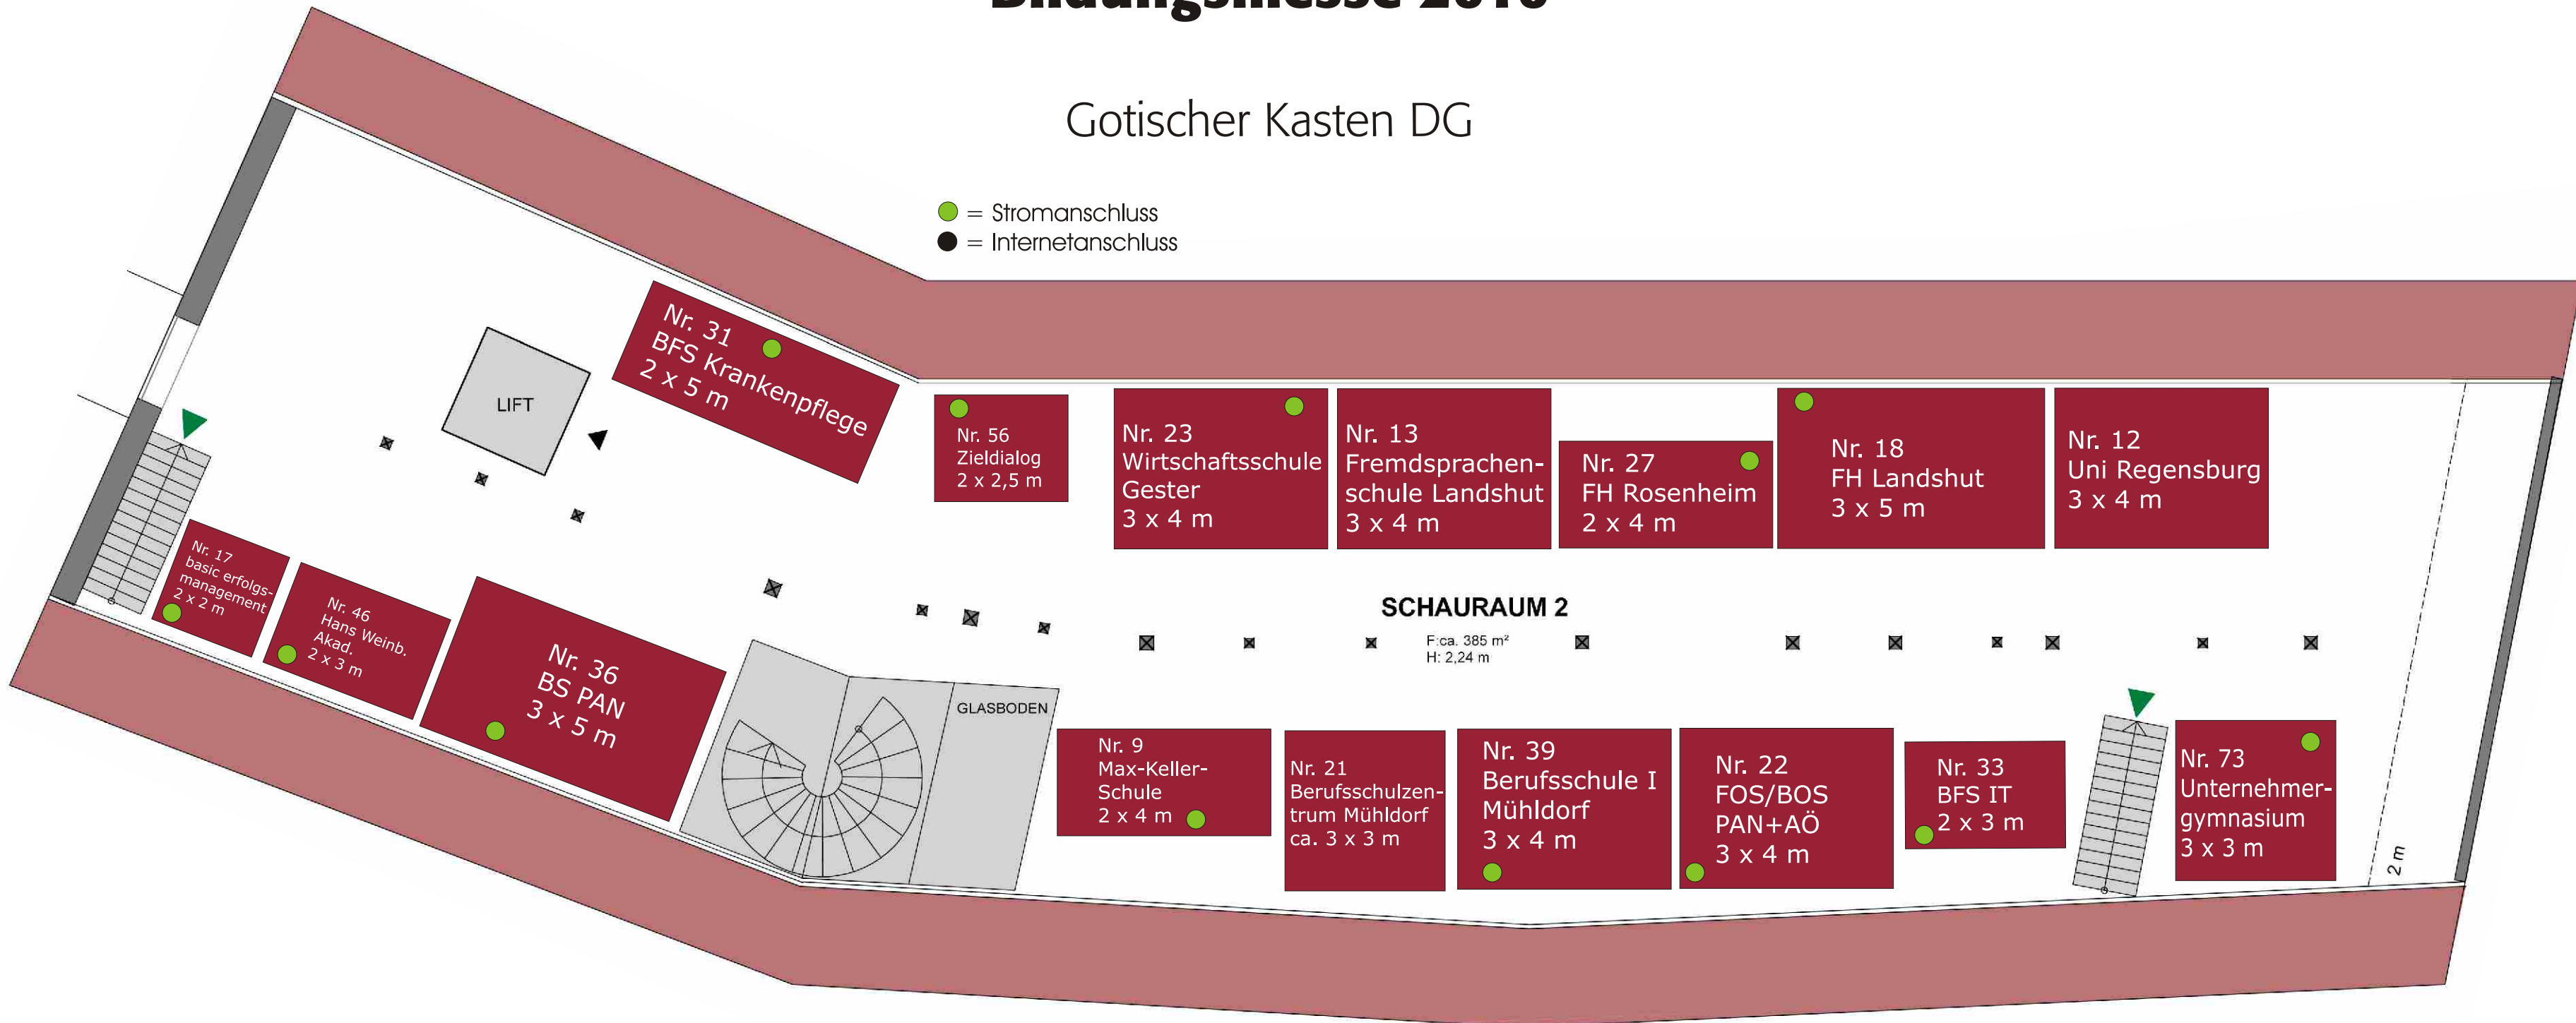 Bildungsmesse
Gotischer Kasten DG
= Stromanschluss
= Internetanschluss
Nr. 31
BFS Krankenpflege
2 x 5 m
LIFT
Nr. 56
Zieldialog
2 x 2,5 m
Nr. 23
Wirtschaftsschule
Gester
3 x 4 m
Nr. 13
Fremdsprachen-
schule Landshut
3 x 4 m
Nr. 27
FH Rosenheim
2 x 4 m
Nr. 18
FH Landshut
3 x 5 m
Nr. 12
Uni Regensburg
3 x 4 m
Nr. 17
basic erfolgs-
management
2 x 2 m
Nr. 46
Hans Weinb.
Akad.
2 x 3 m
Nr. 36
BS PAN
3 x 5 m
SCHAURAUM 2
F:ca. 385 m²
H: 2,24 m
GLASBODEN
Nr. 9
Max-Keller-
Schule
2 x 4 m
Nr. 21
Berufsschulzen-
trum Mühldorf
ca. 3 x 3 m
Nr. 39
Berufsschule I
Mühldorf
3 x 4 m
Nr. 22
FOS/BOS
PAN+AÖ
3 x 4 m
Nr. 33
BFS IT
2 x 3 m
Nr. 73
Unternehmer-
gymnasium
3 x 3 m
2 m